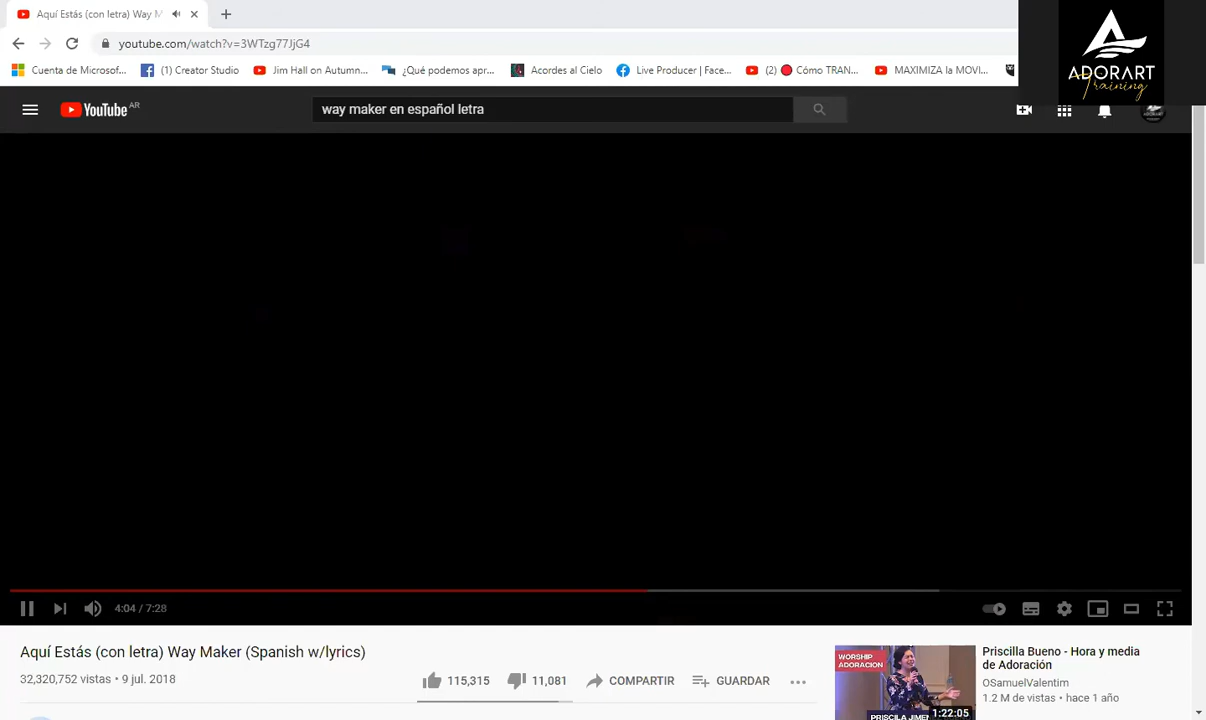 Aquí Estás (con letra) Way M
youtube.com/watch?v=3WTzg77JjG4
Cuenta de Microsof...
(1) Creator Studio
Jim Hall on Autumn...
¿Qué podemos apr...
Acordes al Cielo
Live Producer | Face...
(2) 🔴 Cómo TRAN...
MAXIMIZA la MOVI...
ADORART
Training
YouTube AR
way maker en español letra
4:04 / 7:28
Aquí Estás (con letra) Way Maker (Spanish w/lyrics)
32,320,752 vistas • 9 jul. 2018
115,315
11,081
COMPARTIR
GUARDAR
WORSHIP
ADORACION
PRISCILA JIMEN
1:22:05
Priscilla Bueno - Hora y media
de Adoración
OSamuelValentim
1.2 M de vistas • hace 1 año